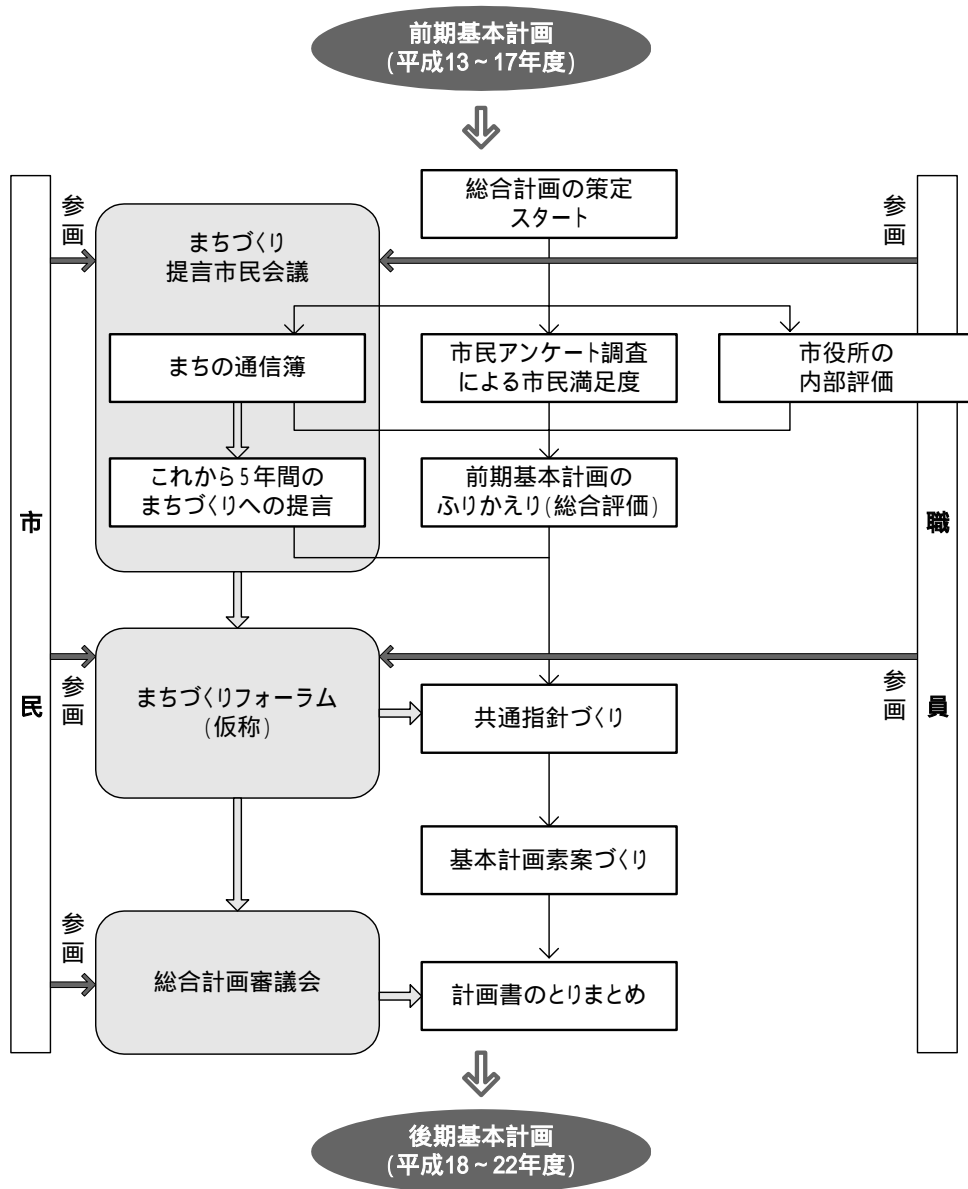 前期基本計画
(平成13～17年度)
総合計画の策定
スタート
参画
参画
まちづくり
提言市民会議
まちの通信簿
市民アンケート調査
による市民満足度
市役所の
内部評価
これから5年間の
まちづくりへの提言
前期基本計画の
ふりかえり(総合評価)
市民
職員
参画
参画
まちづくりフォーラム
(仮称)
共通指針づくり
基本計画素案づくり
参画
総合計画審議会
計画書のとりまとめ
後期基本計画
(平成18～22年度)